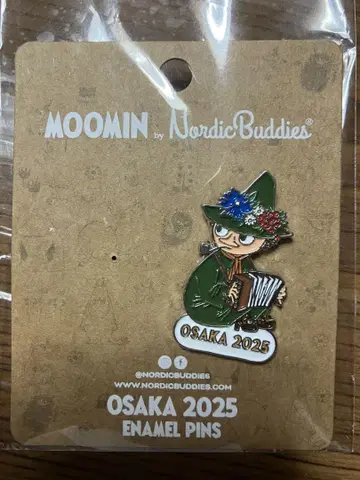 MOOMIN by NordicBuddies®
OSAKA 2025
@NORDICBUDDIES
WWW.NORDICBUDDIES.COM
OSAKA 2025
ENAMEL PINS